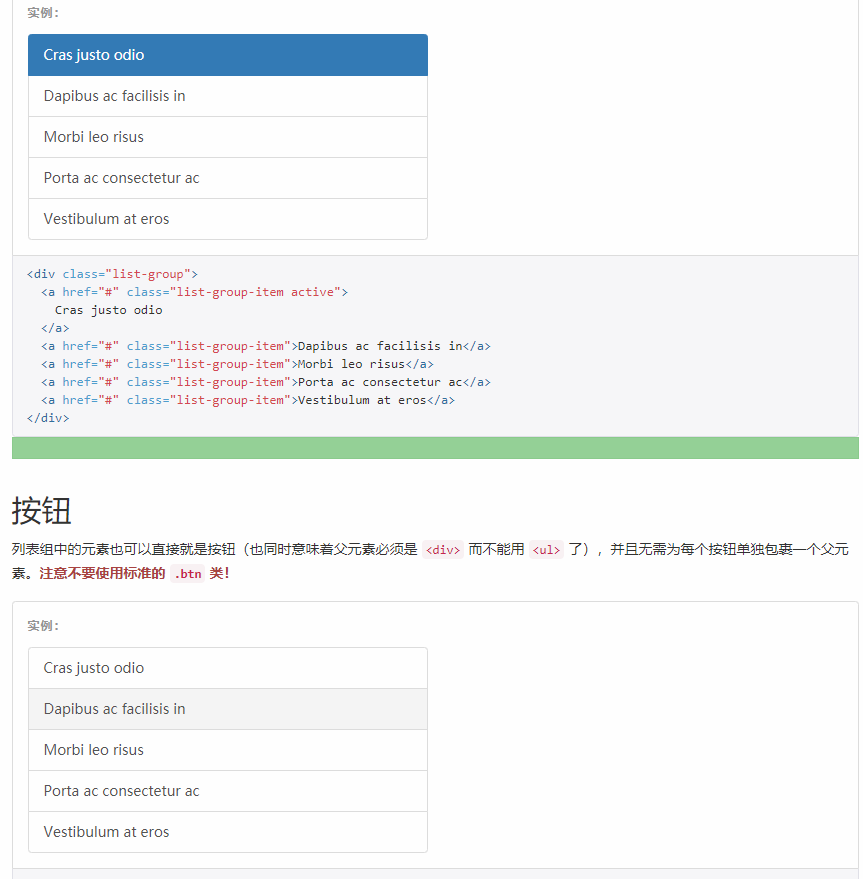 实例：
Cras justo odio
Dapibus ac facilisis in
Morbi leo risus
Porta ac consectetur ac
Vestibulum at eros
<div class="list-group">
  <a href="#" class="list-group-item active">
    Cras justo odio
  </a>
  <a href="#" class="list-group-item">Dapibus ac facilisis in</a>
  <a href="#" class="list-group-item">Morbi leo risus</a>
  <a href="#" class="list-group-item">Porta ac consectetur ac</a>
  <a href="#" class="list-group-item">Vestibulum at eros</a>
</div>
按钮
列表组中的元素也可以直接就是按钮（也同时意味着父元素必须是 <div> 而不能用 <ul> 了），并且无需为每个按钮单独包裹一个父元
素。注意不要使用标准的 .btn 类！
实例：
Cras justo odio
Dapibus ac facilisis in
Morbi leo risus
Porta ac consectetur ac
Vestibulum at eros